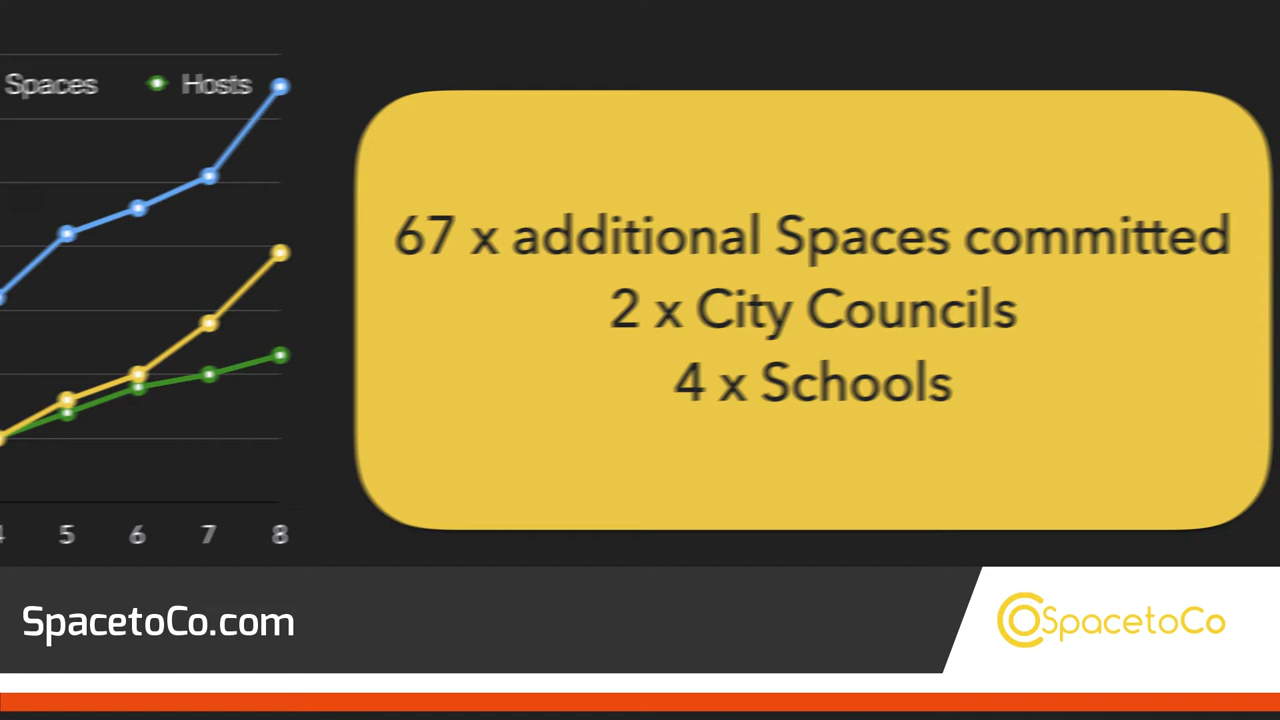 Spaces Hosts
67 x additional Spaces committed
2 x City Councils
4 x Schools
4 5 6 7 8
SpacetoCo.com
SpacetoCo